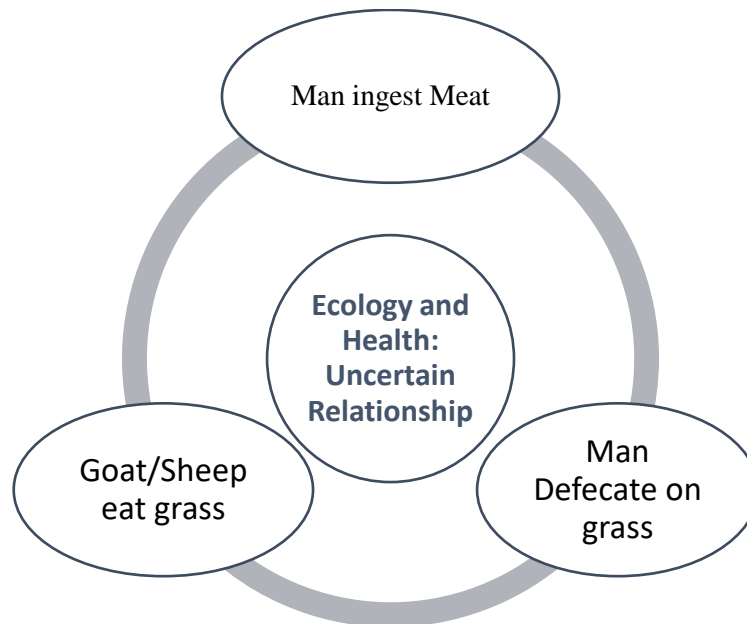 Man ingest Meat
Ecology and
Health:
Uncertain
Relationship
Goat/Sheep
eat grass
Man
Defecate on
grass